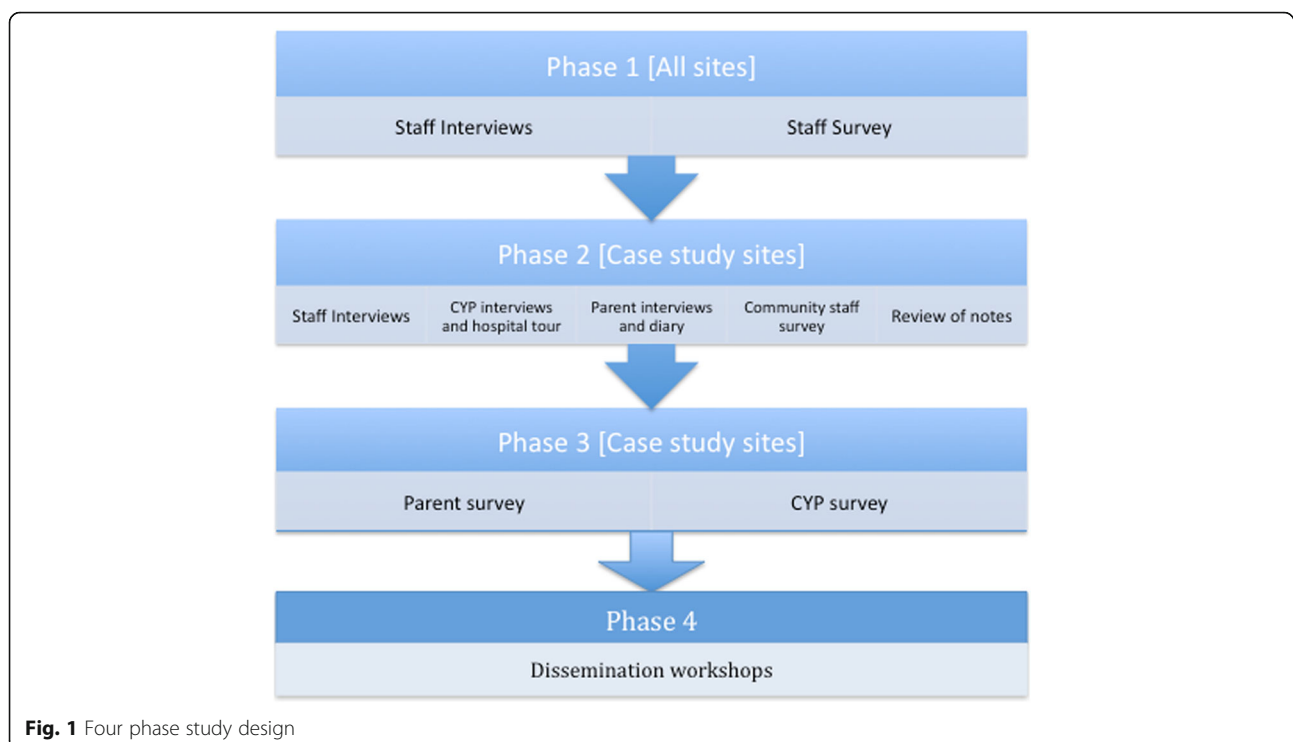 Phase 1 [All sites]
Staff Interviews
Staff Survey
Phase 2 [Case study sites]
Staff Interviews
CYP interviews
and hospital tour
Parent interviews
and diary
Community staff
survey
Review of notes
Phase 3 [Case study sites]
Parent survey
CYP survey
Phase 4
Dissemination workshops
Fig. 1 Four phase study design